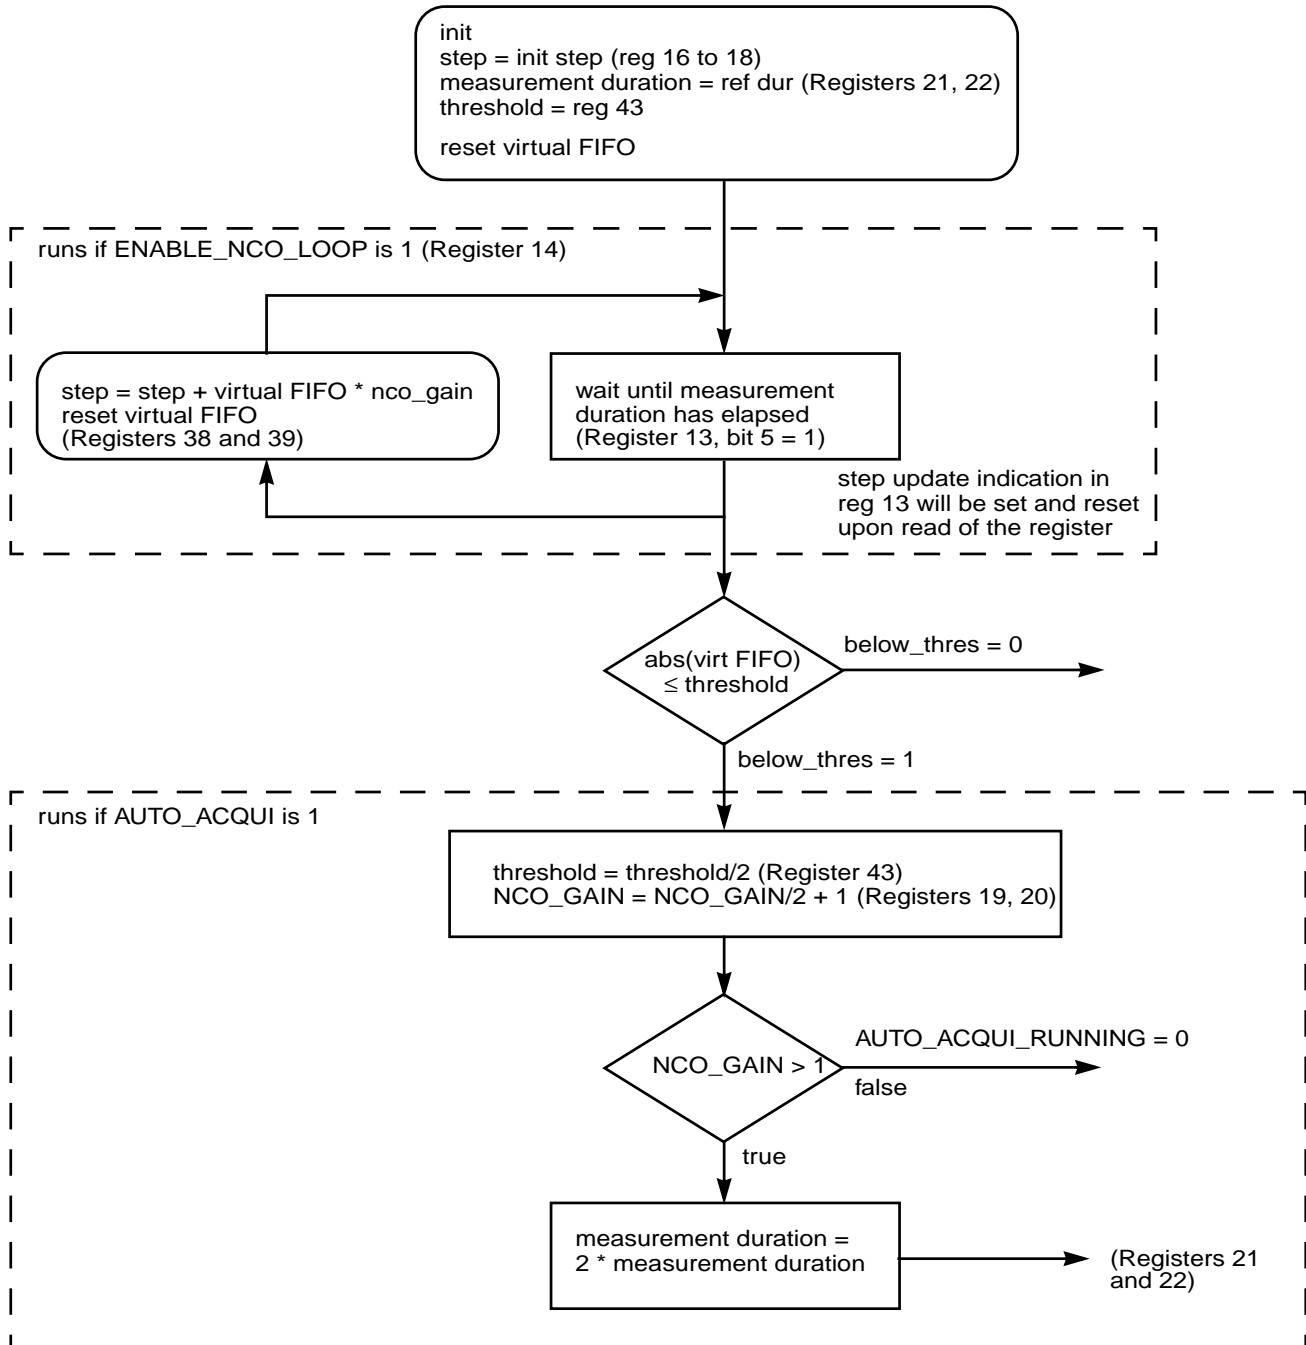 init
step = init step (reg 16 to 18)
measurement duration = ref dur (Registers 21, 22)
threshold = reg 43
reset virtual FIFO
runs if ENABLE_NCO_LOOP is 1 (Register 14)
step = step + virtual FIFO * nco_gain
reset virtual FIFO
(Registers 38 and 39)
wait until measurement
duration has elapsed
(Register 13, bit 5 = 1)
step update indication in
reg 13 will be set and reset
upon read of the register
abs(virt FIFO)
≤ threshold
below_thres = 0
below_thres = 1
runs if AUTO_ACQUI is 1
threshold = threshold/2 (Register 43)
NCO_GAIN = NCO_GAIN/2 + 1 (Registers 19, 20)
NCO_GAIN > 1
AUTO_ACQUI_RUNNING = 0
false
true
measurement duration =
2 * measurement duration
(Registers 21
and 22)